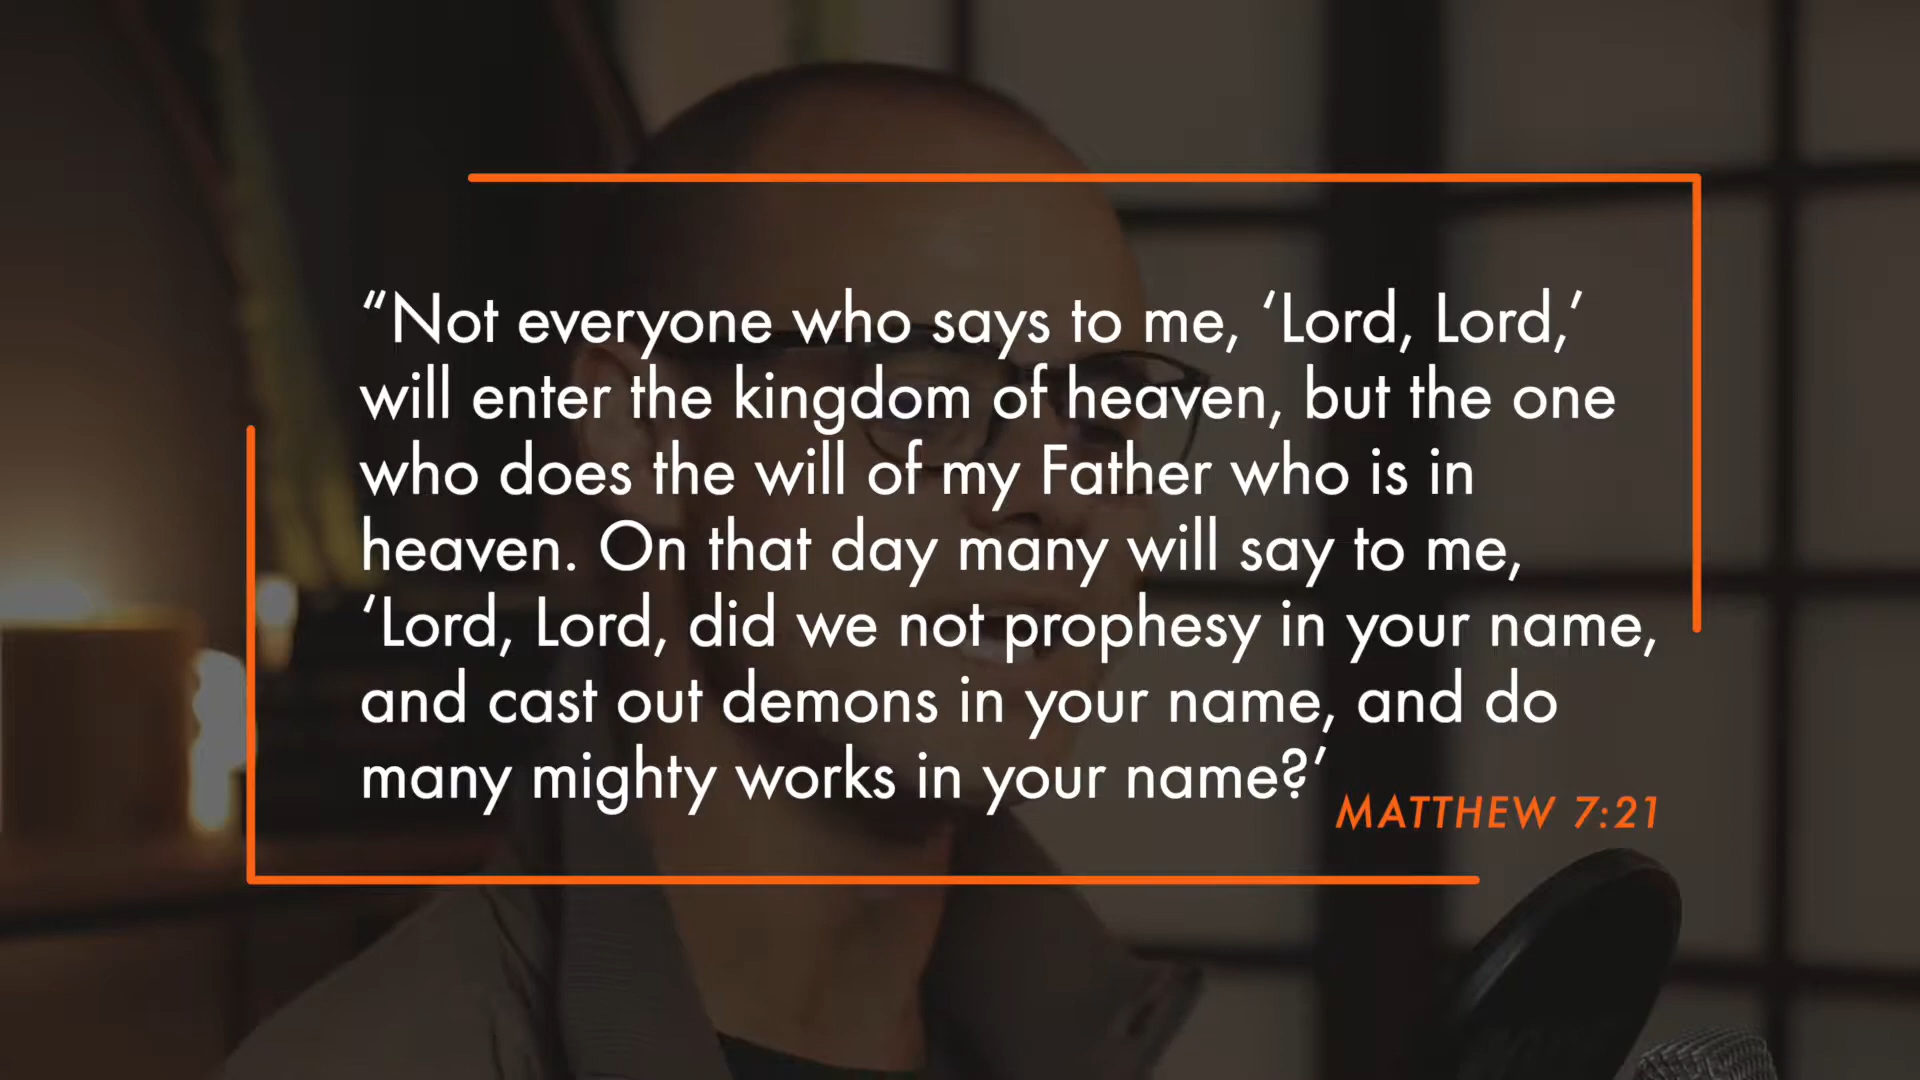 “Not everyone who says to me, ‘Lord, Lord,’
will enter the kingdom of heaven, but the one
who does the will of my Father who is in
heaven. On that day many will say to me,
‘Lord, Lord, did we not prophesy in your name,
and cast out demons in your name, and do
many mighty works in your name?’
MATTHEW 7:21